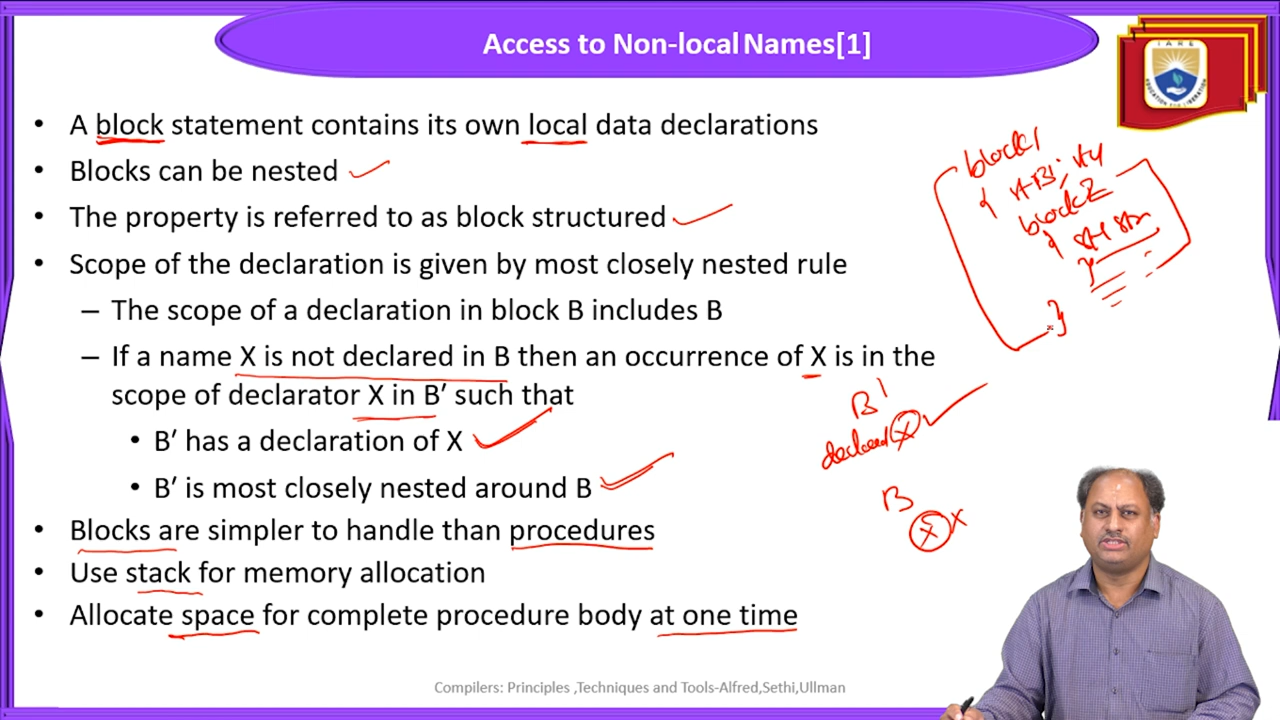 Access to Non-local Names[1]
IARE
EDUCATION FOR LIBERATION
• A block statement contains its own local data declarations
• Blocks can be nested
• The property is referred to as block structured
• Scope of the declaration is given by most closely nested rule
– The scope of a declaration in block B includes B
– If a name X is not declared in B then an occurrence of X is in the
scope of declarator X in B′ such that
• B′ has a declaration of X
• B′ is most closely nested around B
• Blocks are simpler to handle than procedures
• Use stack for memory allocation
• Allocate space for complete procedure body at one time
block1
{
block2
{
}
}
B'
declared X
B
X x
Compilers: Principles ,Techniques and Tools-Alfred,Sethi,Ullman